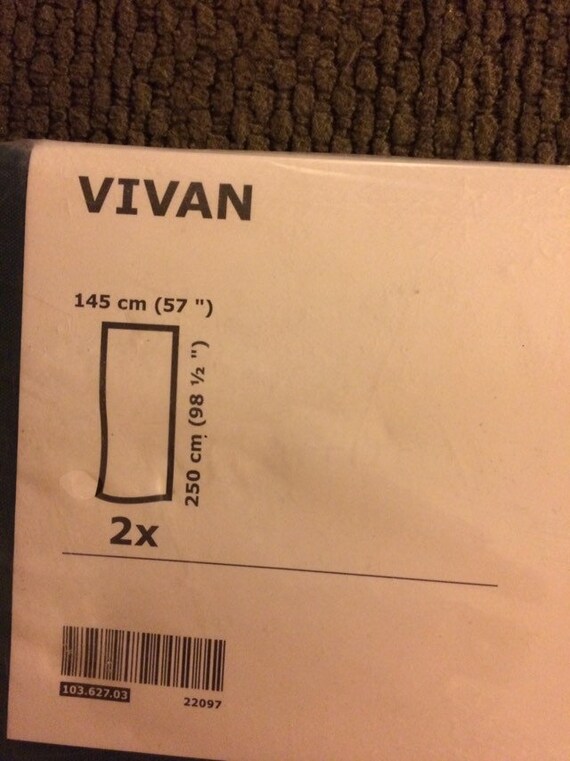 VIVAN
145 cm (57 ")
250 cm (98 ½ ")
2x
103.627.03
22097